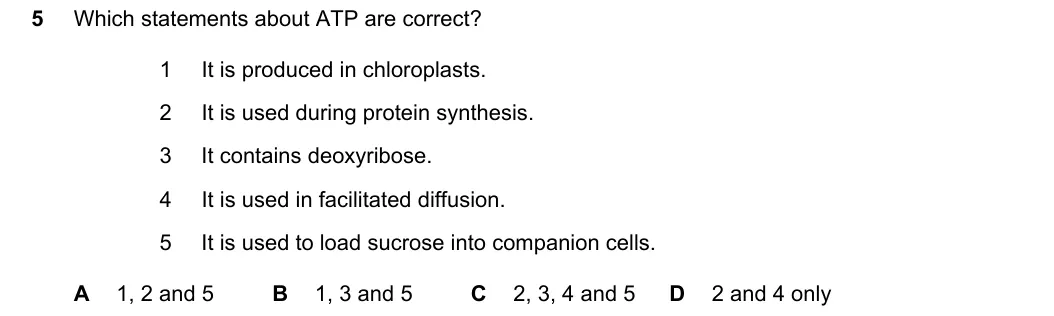 5 Which statements about ATP are correct?
1 It is produced in chloroplasts.
2 It is used during protein synthesis.
3 It contains deoxyribose.
4 It is used in facilitated diffusion.
5 It is used to load sucrose into companion cells.
A 1, 2 and 5 B 1, 3 and 5 C 2, 3, 4 and 5 D 2 and 4 only